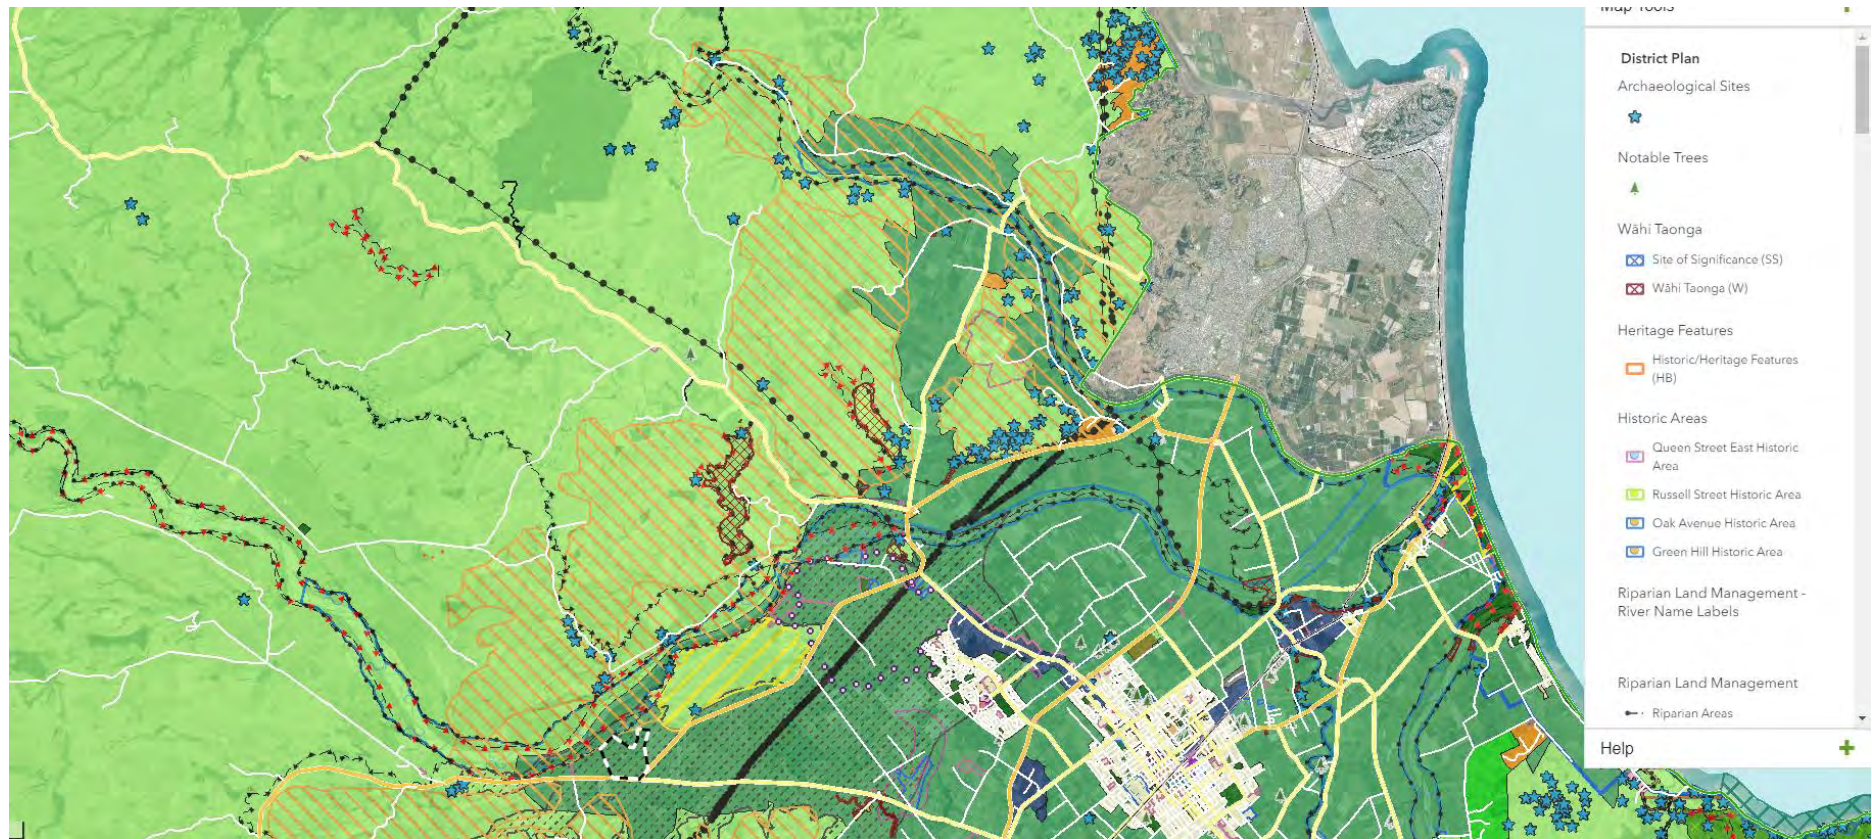 Map Tools
District Plan
Archaeological Sites
Notable Trees
Wāhi Taonga
Site of Significance (SS)
Wāhi Taonga (W)
Heritage Features
Historic/Heritage Features
(HB)
Historic Areas
Queen Street East Historic
Area
Russell Street Historic Area
Oak Avenue Historic Area
Green Hill Historic Area
Riparian Land Management -
River Name Labels
Riparian Land Management
Riparian Areas
Help